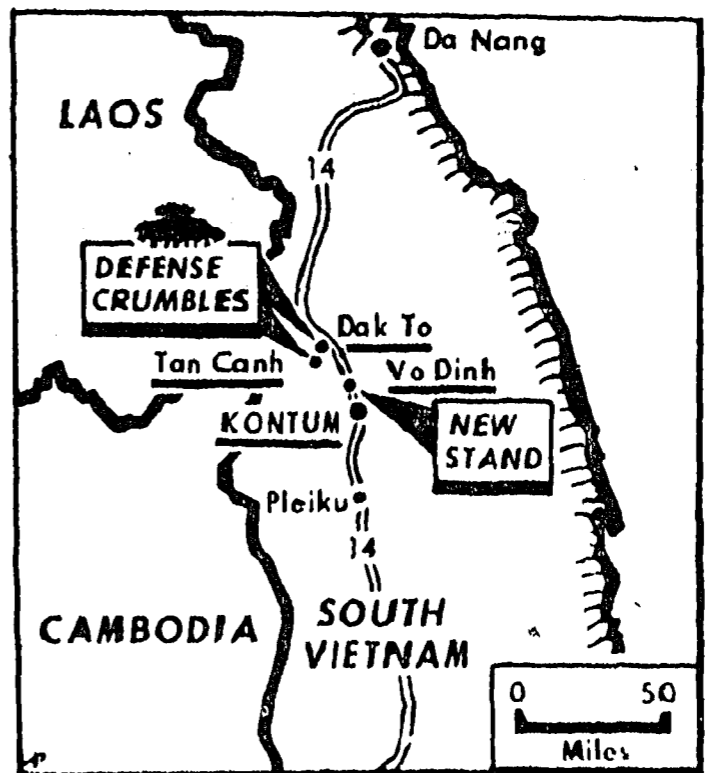 Da Nang
LAOS
14
DEFENSE
CRUMBLES
Dak To
Tan Canh
Vo Dinh
KONTUM
NEW
STAND
Pleiku
14
CAMBODIA
SOUTH
VIETNAM
0 50
Miles